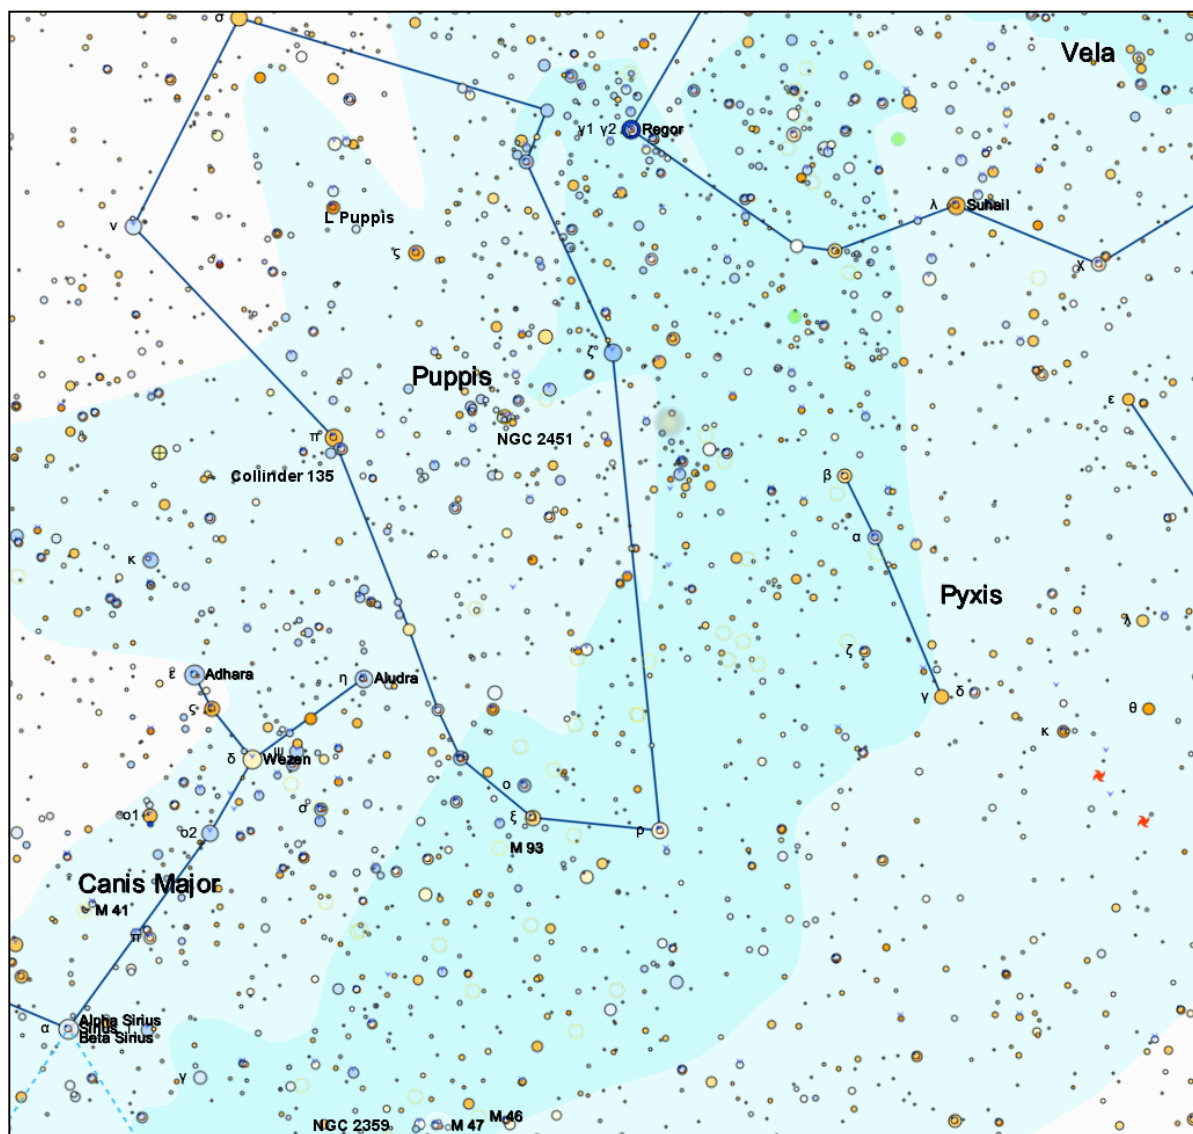 σ
Vela
γ1 γ2 Regor
λ Suhail
L Puppis
ν
ς
χ
ζ
Puppis
ε
NGC 2451
π
Collinder 135
β
α
κ
Pyxis
λ
ζ
ε Adhara
η Aludra
γ δ
ς
θ
κ
δ Wezen
ο
σ
ο1
ξ
ο2
ρ
M 93
Canis Major
M 41
π
Alpha Sirius
α Sirius
Beta Sirius
γ
M 46
NGC 2359
M 47